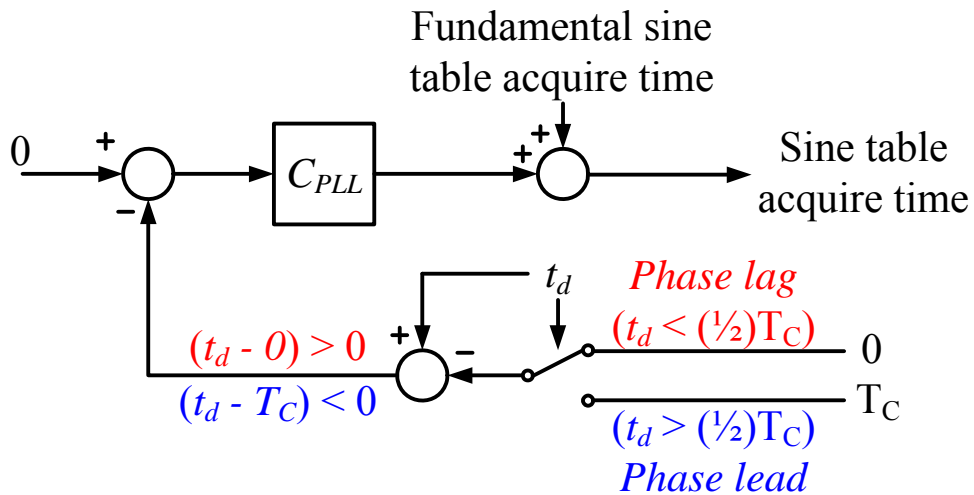 Fundamental sine
table acquire time
0
+
−
C_PLL
+
+
Sine table
acquire time
t_d
Phase lag
(t_d < (½)T_C)
0
(t_d - 0) > 0
+
−
(t_d - T_C) < 0
T_C
(t_d > (½)T_C)
Phase lead